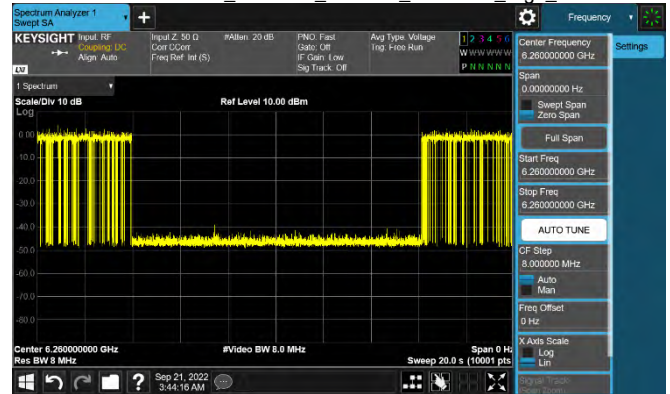 Spectrum Analyzer 1
Swept SA
Frequency
KEYSIGHT
Input: RF
Coupling: DC
Align: Auto
Input Z: 50 Ω
Corr CCorr
Freq Ref: Int (S)
#Atten: 20 dB
PNO: Fast
Gate: Off
IF Gain: Low
Sig Track: Off
Avg Type: Voltage
Trig: Free Run
1 2 3 4 5 6
W W W W W W
P N N N N N
LXI
1 Spectrum
Scale/Div 10 dB
Ref Level 10.00 dBm
Log
0.00
-10.0
-20.0
-30.0
-40.0
-50.0
-60.0
-70.0
-80.0
Center 6.260000000 GHz
Res BW 8 MHz
#Video BW 8.0 MHz
Span 0 Hz
Sweep 20.0 s (10001 pts
Sep 21, 2022
3:44:16 AM
Center Frequency
6.260000000 GHz
Settings
Span
0.00000000 Hz
Swept Span
Zero Span
Full Span
Start Freq
6.260000000 GHz
Stop Freq
6.260000000 GHz
AUTO TUNE
CF Step
8.000000 MHz
Auto
Man
Freq Offset
0 Hz
X Axis Scale
Log
Lin
Signal Track